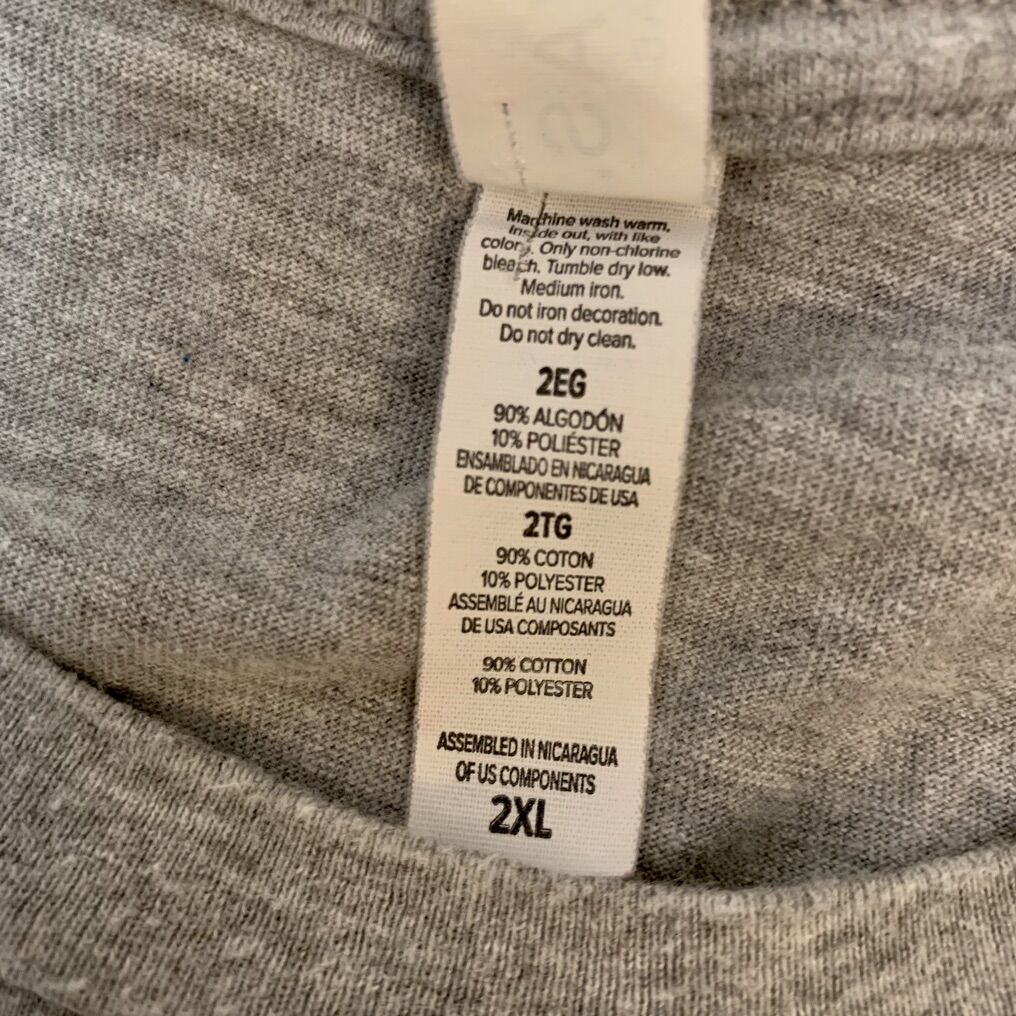 Machine wash warm,
Inside out, with like
colors. Only non-chlorine
bleach. Tumble dry low.
Medium iron.
Do not iron decoration.
Do not dry clean.
2EG
90% ALGODÓN
10% POLIÉSTER
ENSAMBLADO EN NICARAGUA
DE COMPONENTES DE USA
2TG
90% COTON
10% POLYESTER
ASSEMBLÉ AU NICARAGUA
DE USA COMPOSANTS
90% COTTON
10% POLYESTER
ASSEMBLED IN NICARAGUA
OF US COMPONENTS
2XL